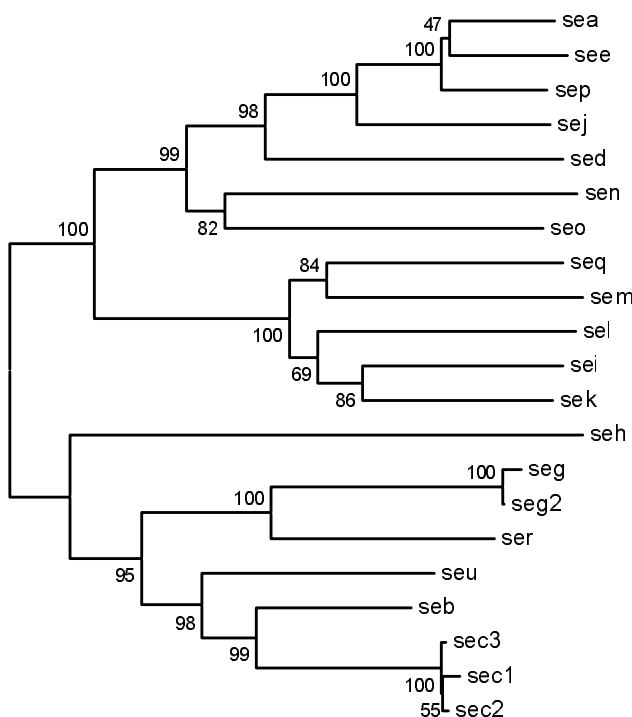 sea
47
see
100
sep
100
sej
98
sed
99
sen
82
seo
100
seq
84
sem
100
sel
69
sei
86
sek
seh
seg
100
seg2
100
ser
95
seu
98
seb
99
sec3
sec1
100
sec2
55